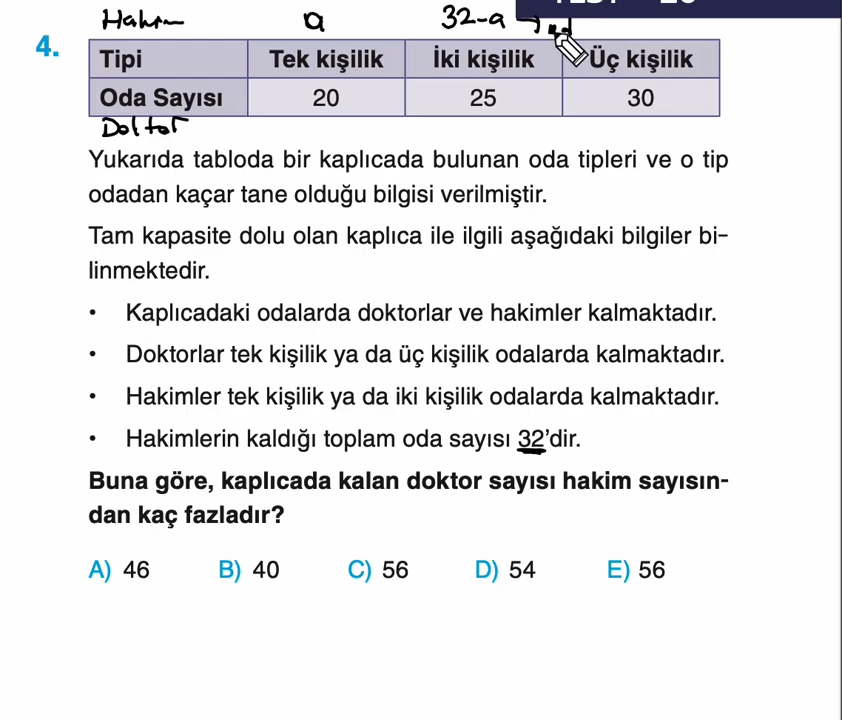 Hakim a 32-a
4.
Tipi Tek kişilik İki kişilik Üç kişilik
Oda Sayısı 20 25 30
Doktor
Yukarıda tabloda bir kaplıcada bulunan oda tipleri ve o tip
odadan kaçar tane olduğu bilgisi verilmiştir.
Tam kapasite dolu olan kaplıca ile ilgili aşağıdaki bilgiler bi-
linmektedir.
• Kaplıcadaki odalarda doktorlar ve hakimler kalmaktadır.
• Doktorlar tek kişilik ya da üç kişilik odalarda kalmaktadır.
• Hakimler tek kişilik ya da iki kişilik odalarda kalmaktadır.
• Hakimlerin kaldığı toplam oda sayısı 32'dir.
Buna göre, kaplıcada kalan doktor sayısı hakim sayısın-
dan kaç fazladır?
A) 46 B) 40 C) 56 D) 54 E) 56